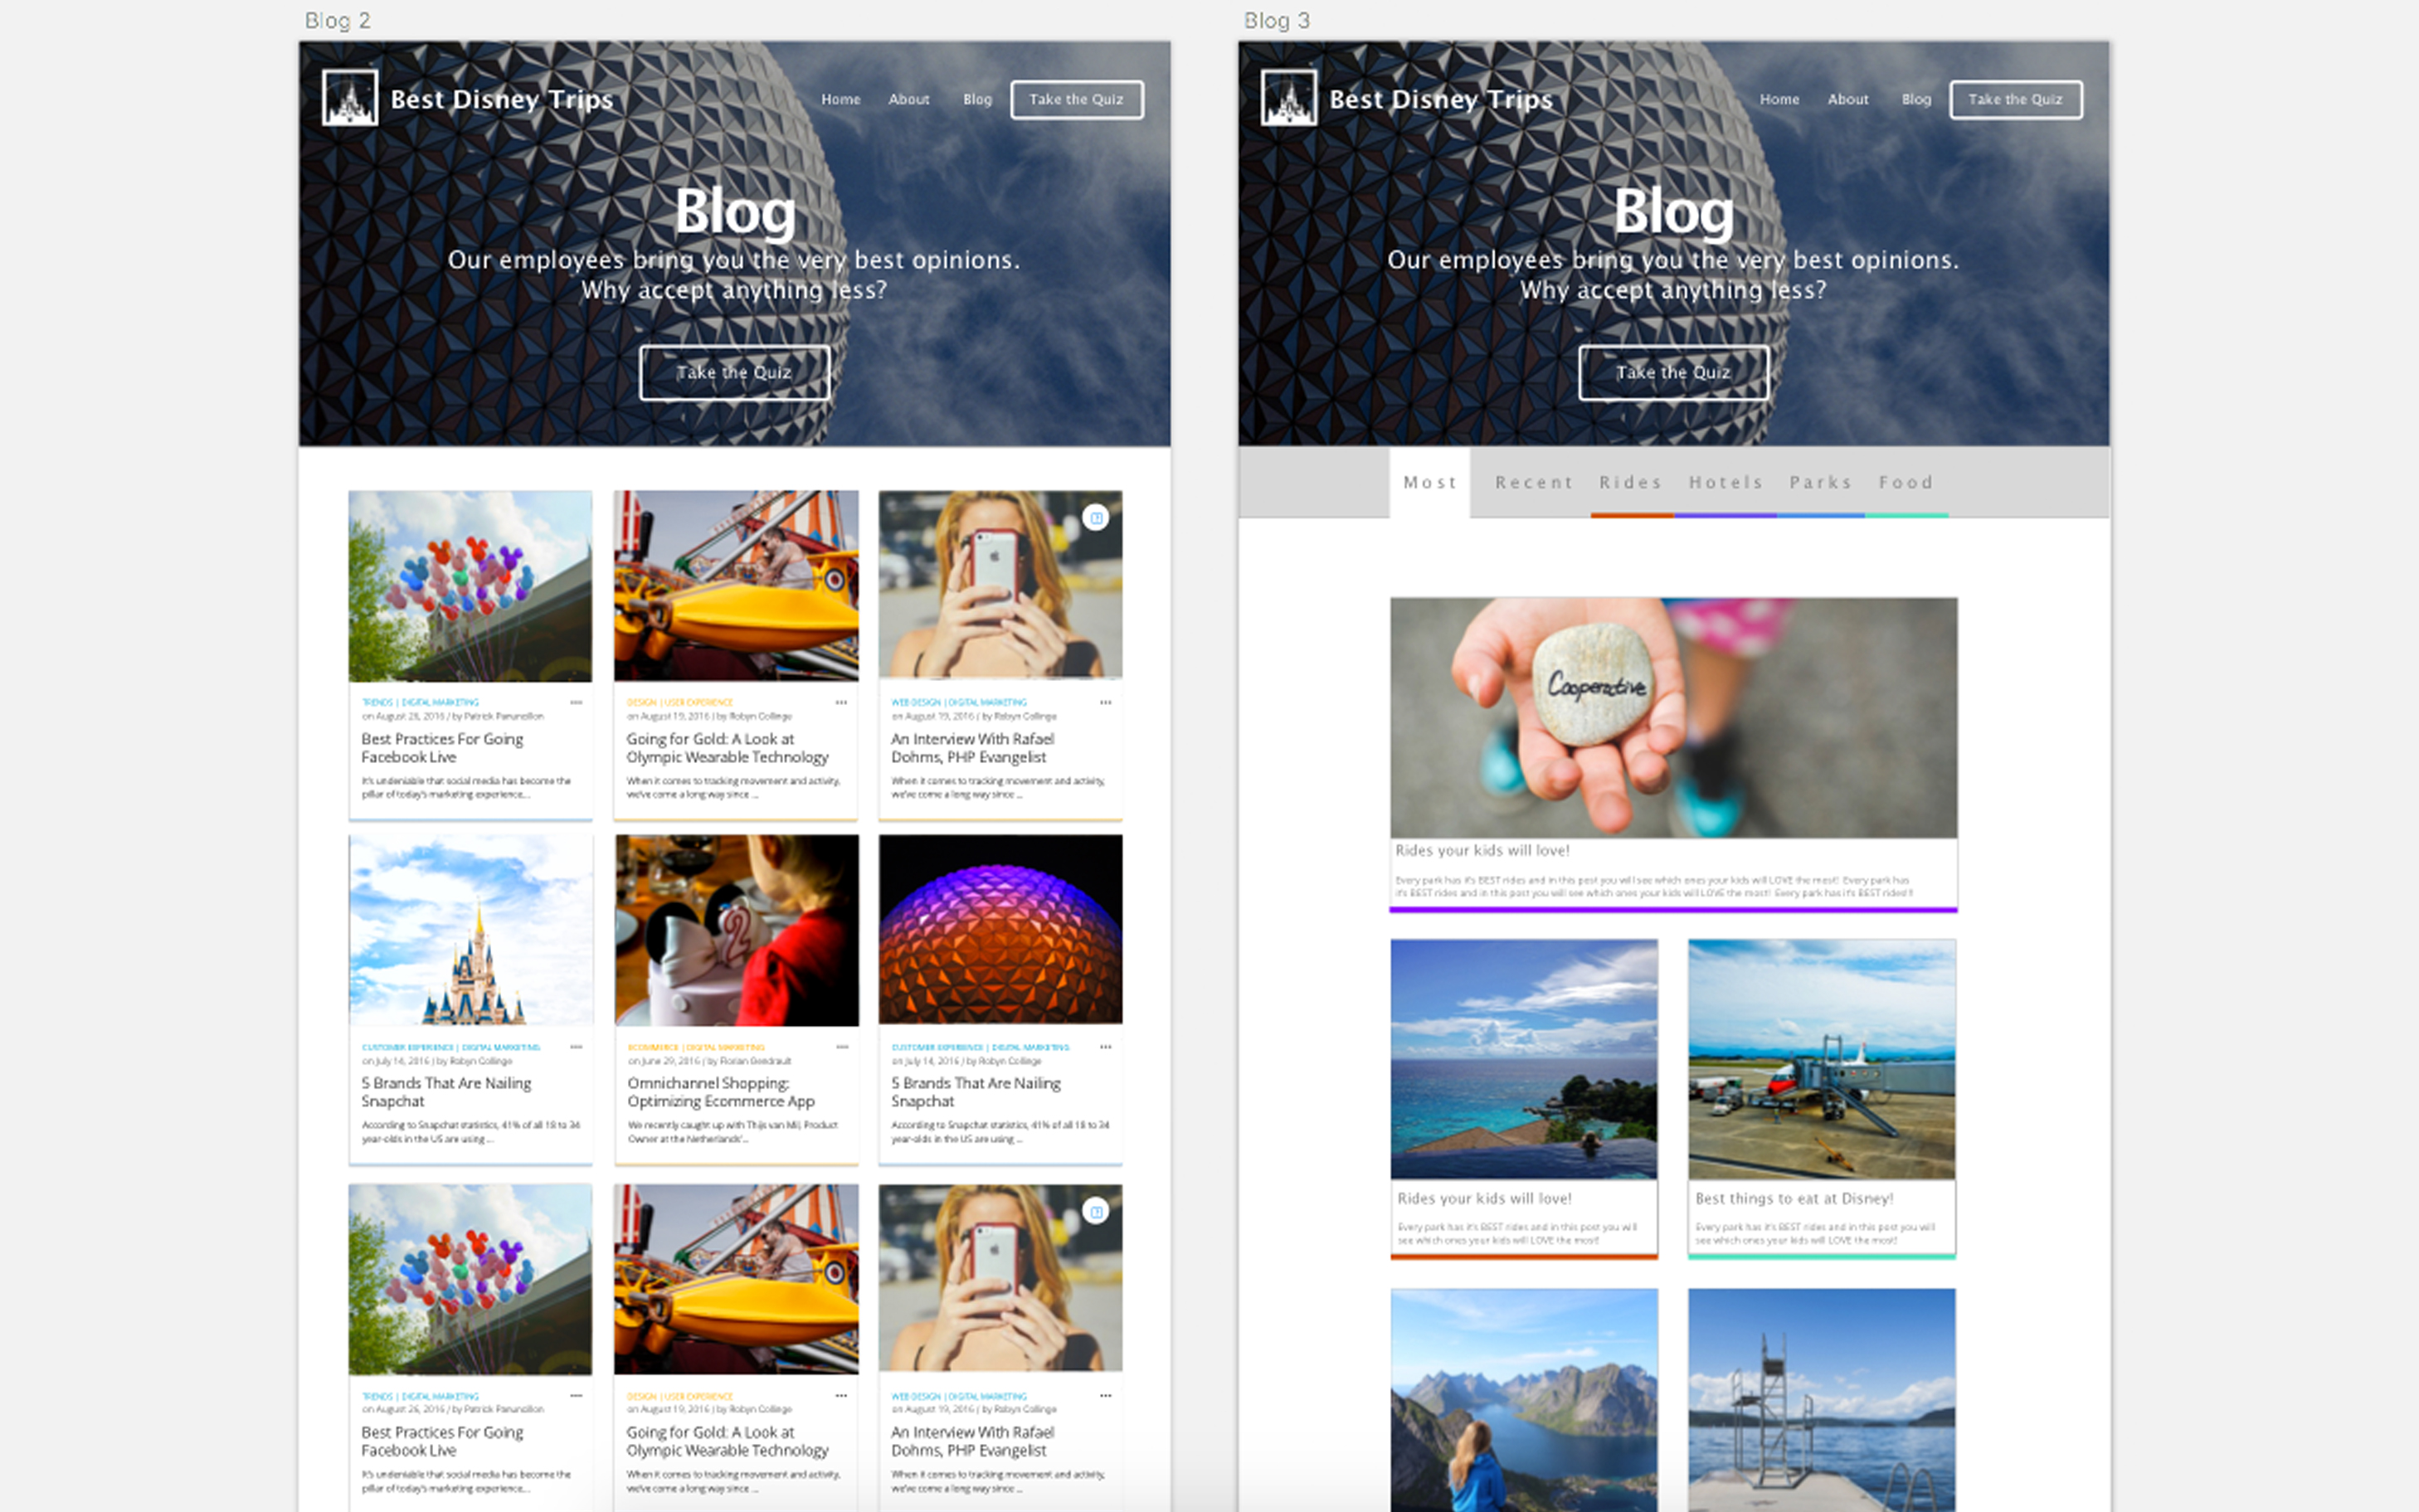 Blog 2
Best Disney Trips
Home About Blog Take the Quiz
Blog
Our employees bring you the very best opinions.
Why accept anything less?
Take the Quiz
TRENDS | DIGITAL MARKETING
on August 26, 2016 / by Patrick Panuncillon
Best Practices For Going
Facebook Live
It's undeniable that social media has become the
pillar of today's marketing experience...
DESIGN | USER EXPERIENCE
on August 19, 2016 / by Robyn Collinge
Going for Gold: A Look at
Olympic Wearable Technology
When it comes to tracking movement and activity,
we've come a long way since ...
WEB DESIGN | DIGITAL MARKETING
on August 19, 2016 / by Robyn Collinge
An Interview With Rafael
Dohms, PHP Evangelist
When it comes to tracking movement and activity,
we've come a long way since ...
2
CUSTOMER EXPERIENCE | DIGITAL MARKETING
on July 14, 2016 / by Robyn Collinge
5 Brands That Are Nailing
Snapchat
According to Snapchat statistics, 41% of all 18 to 34
year-olds in the US are using ...
ECOMMERCE | DIGITAL MARKETING
on June 29, 2016 / by Florian Gendrault
Omnichannel Shopping:
Optimizing Ecommerce App
We recently caught up with Thijs van Mil, Product
Owner at the Netherlands'...
CUSTOMER EXPERIENCE | DIGITAL MARKETING
on July 14, 2016 / by Robyn Collinge
5 Brands That Are Nailing
Snapchat
According to Snapchat statistics, 41% of all 18 to 34
year-olds in the US are using ...
TRENDS | DIGITAL MARKETING
on August 26, 2016 / by Patrick Panuncillon
Best Practices For Going
Facebook Live
It's undeniable that social media has become the
pillar of today's marketing experience...
DESIGN | USER EXPERIENCE
on August 19, 2016 / by Robyn Collinge
Going for Gold: A Look at
Olympic Wearable Technology
When it comes to tracking movement and activity,
we've come a long way since ...
WEB DESIGN | DIGITAL MARKETING
on August 19, 2016 / by Robyn Collinge
An Interview With Rafael
Dohms, PHP Evangelist
When it comes to tracking movement and activity,
we've come a long way since ...
Blog 3
Best Disney Trips
Home About Blog Take the Quiz
Blog
Our employees bring you the very best opinions.
Why accept anything less?
Take the Quiz
Most Recent Rides Hotels Parks Food
Cooperative
Rides your kids will love!
Every park has it's BEST rides and in this post you will see which ones your kids will LOVE the most! Every park has
it's BEST rides and in this post you will see which ones your kids will LOVE the most! Every park has it's BEST rides!!
Rides your kids will love!
Every park has it's BEST rides and in this post you will
see which ones your kids will LOVE the most!
Best things to eat at Disney!
Every park has it's BEST rides and in this post you will
see which ones your kids will LOVE the most!